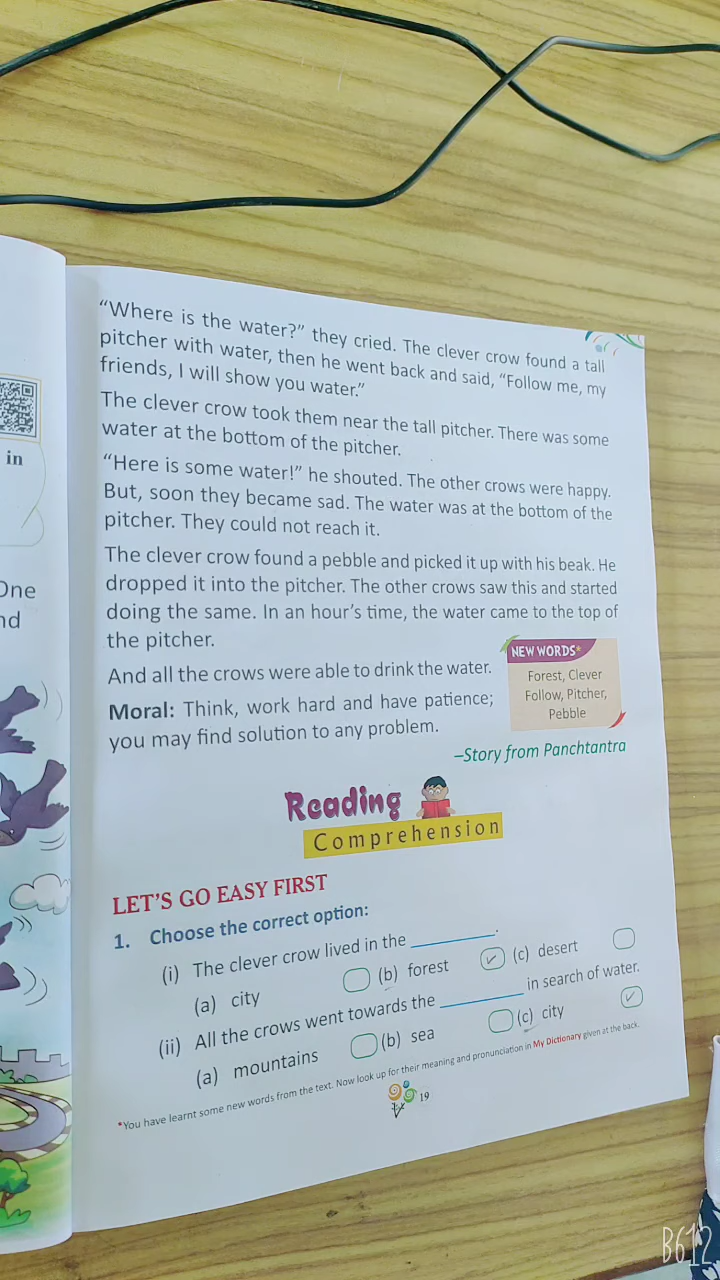 in
One
nd
“Where is the water?” they cried. The clever crow found a tall
pitcher with water, then he went back and said, “Follow me, my
friends, I will show you water.”
The clever crow took them near the tall pitcher. There was some
water at the bottom of the pitcher.
“Here is some water!” he shouted. The other crows were happy.
But, soon they became sad. The water was at the bottom of the
pitcher. They could not reach it.
The clever crow found a pebble and picked it up with his beak. He
dropped it into the pitcher. The other crows saw this and started
doing the same. In an hour’s time, the water came to the top of
the pitcher.
And all the crows were able to drink the water.
Moral: Think, work hard and have patience;
you may find solution to any problem.
NEW WORDS*
Forest, Clever
Follow, Pitcher,
Pebble
–Story from Panchtantra
Reading
Comprehension
LET’S GO EASY FIRST
1. Choose the correct option:
(i) The clever crow lived in the ________.
(a) city (b) forest ✓ (c) desert
(ii) All the crows went towards the ________ in search of water.
(a) mountains (b) sea (c) city ✓
*You have learnt some new words from the text. Now look up for their meaning and pronunciation in My Dictionary given at the back.
19
B612